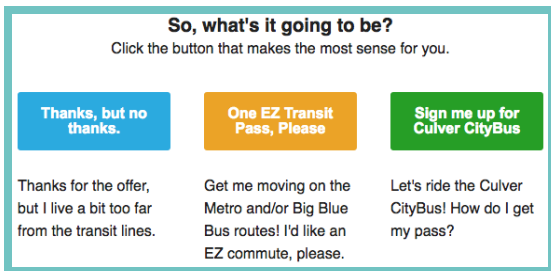 So, what's it going to be?
Click the button that makes the most sense for you.
Thanks, but no
thanks.
One EZ Transit
Pass, Please
Sign me up for
Culver CityBus
Thanks for the offer,
but I live a bit too far
from the transit lines.
Get me moving on the
Metro and/or Big Blue
Bus routes! I'd like an
EZ commute, please.
Let's ride the Culver
CityBus! How do I get
my pass?